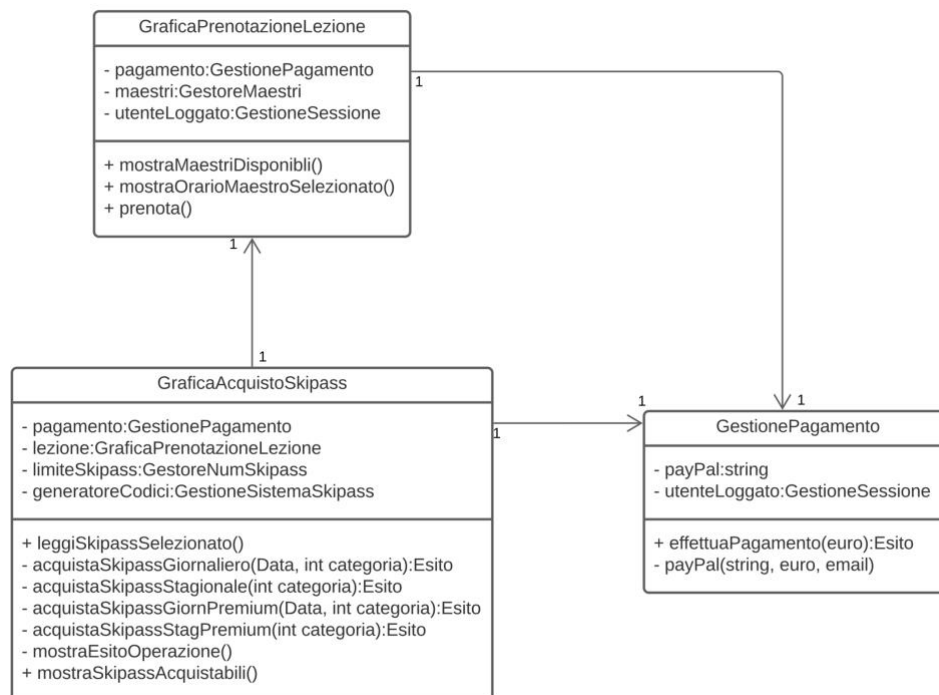 GraficaPrenotazioneLezione
- pagamento:GestionePagamento
- maestri:GestoreMaestri
- utenteLoggato:GestioneSessione
+ mostraMaestriDisponibli()
+ mostraOrarioMaestroSelezionato()
+ prenota()
1
1
1
1
GraficaAcquistoSkipass
- pagamento:GestionePagamento
- lezione:GraficaPrenotazioneLezione
- limiteSkipass:GestoreNumSkipass
- generatoreCodici:GestioneSistemaSkipass
+ leggiSkipassSelezionato()
- acquistaSkipassGiornaliero(Data, int categoria):Esito
- acquistaSkipassStagionale(int categoria):Esito
- acquistaSkipassGiornPremium(Data, int categoria):Esito
- acquistaSkipassStagPremium(int categoria):Esito
- mostraEsitoOperazione()
+ mostraSkipassAcquistabili()
1
1
GestionePagamento
- payPal:string
- utenteLoggato:GestioneSessione
+ effettuaPagamento(euro):Esito
- payPal(string, euro, email)